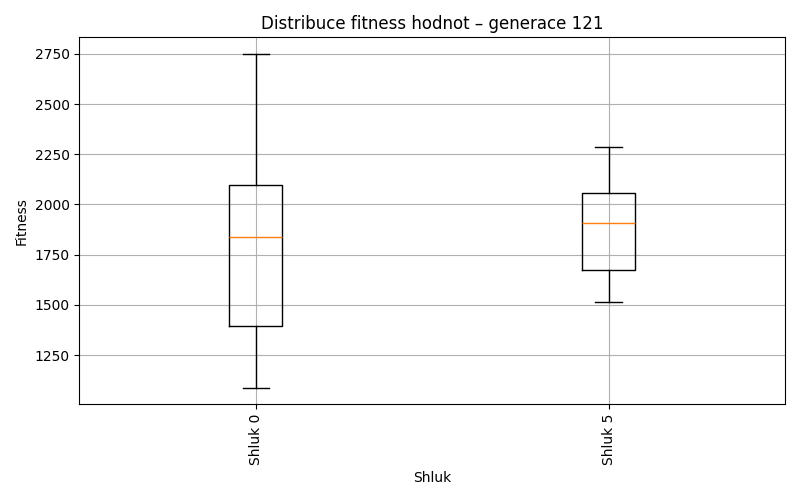 Distribuce fitness hodnot – generace 121
Fitness
2750
2500
2250
2000
1750
1500
1250
Shluk 0
Shluk 5
Shluk